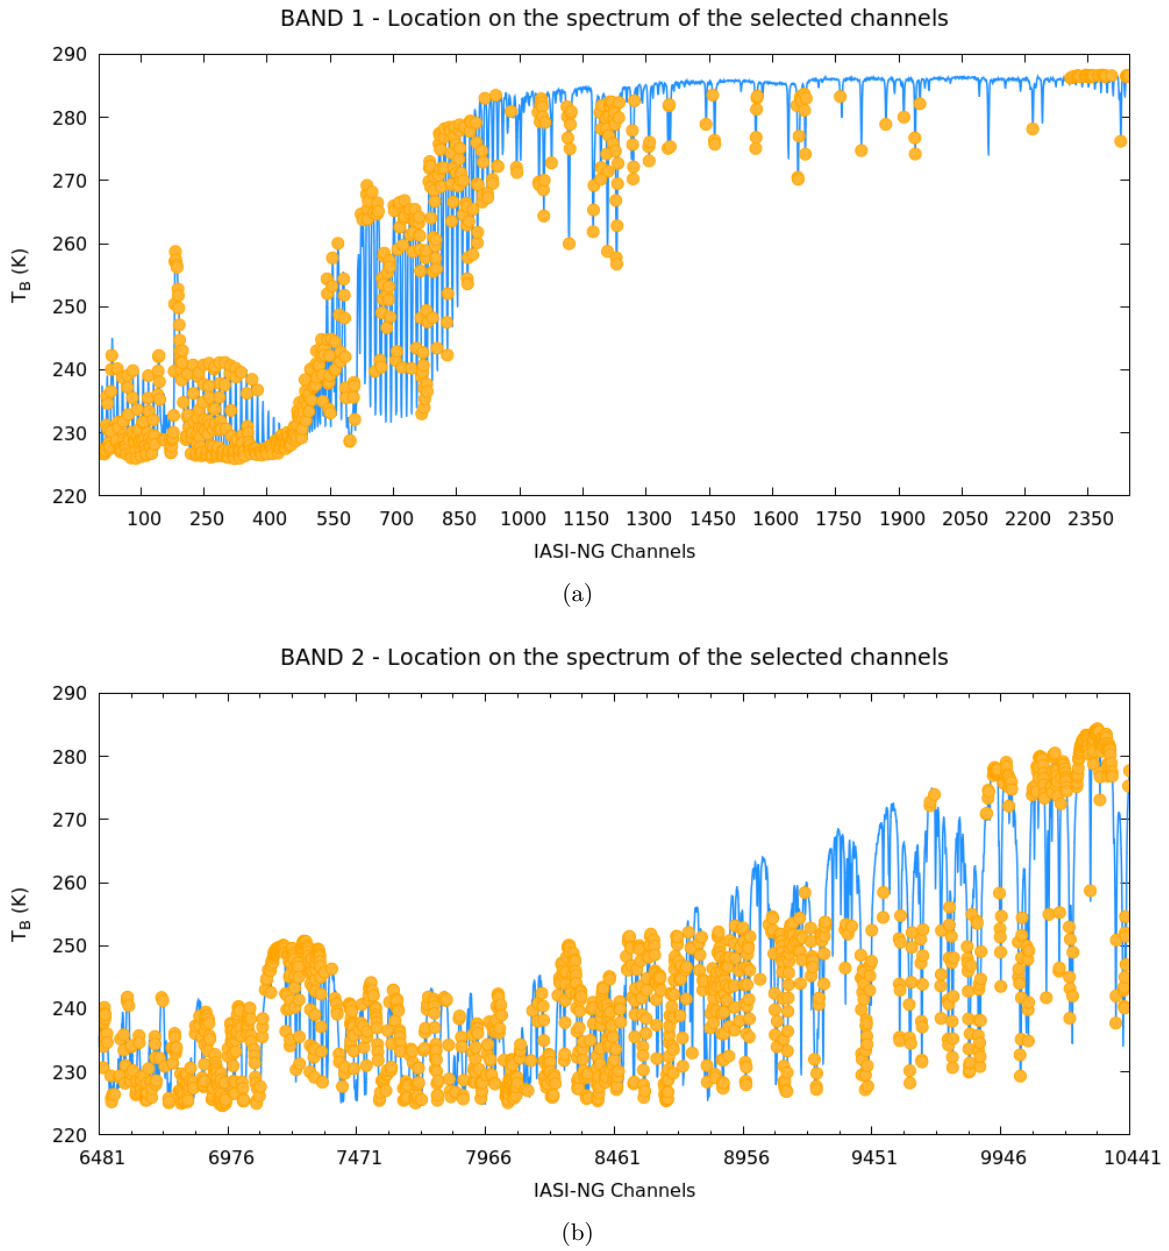 BAND 1 - Location on the spectrum of the selected channels
290
280
270
260
250
240
230
220
T_B (K)
100 250 400 550 700 850 1000 1150 1300 1450 1600 1750 1900 2050 2200 2350
IASI-NG Channels
(a)
BAND 2 - Location on the spectrum of the selected channels
290
280
270
260
250
240
230
220
T_B (K)
6481 6976 7471 7966 8461 8956 9451 9946 10441
IASI-NG Channels
(b)